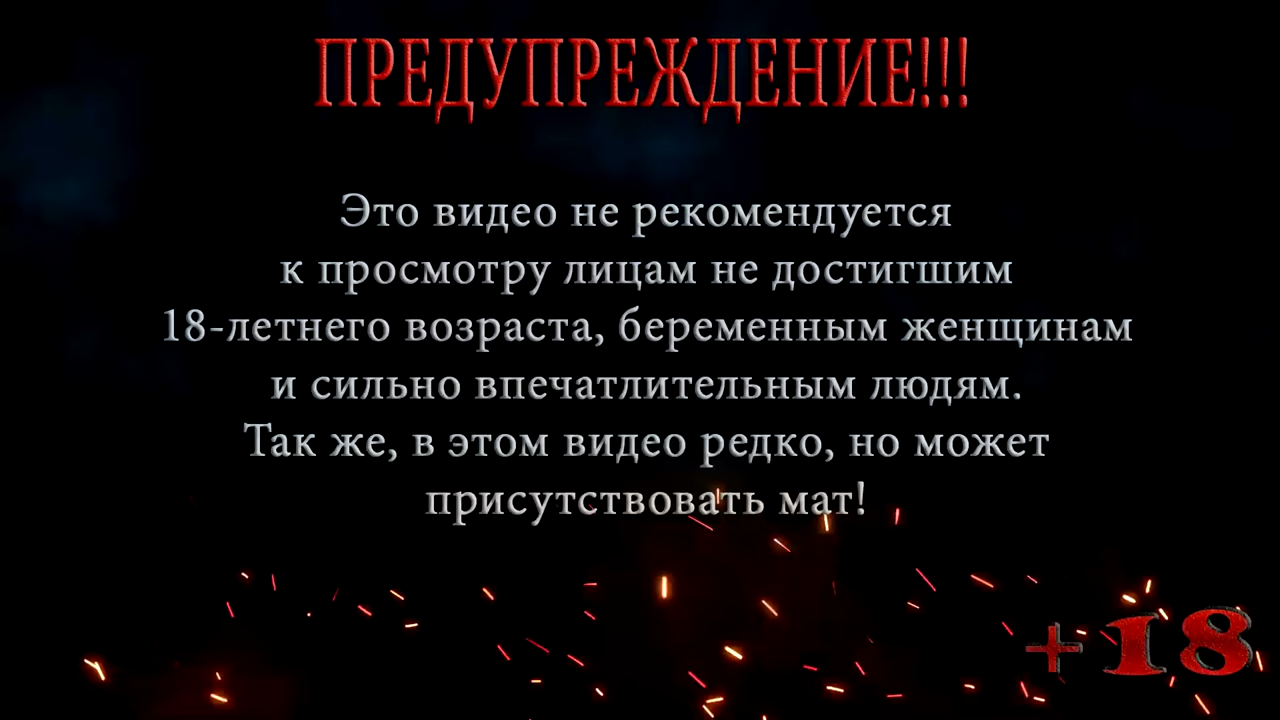 ПРЕДУПРЕЖДЕНИЕ!!!
Это видео не рекомендуется
к просмотру лицам не достигшим
18-летнего возраста, беременным женщинам
и сильно впечатлительным людям.
Так же, в этом видео редко, но может
присутствовать мат!
+18